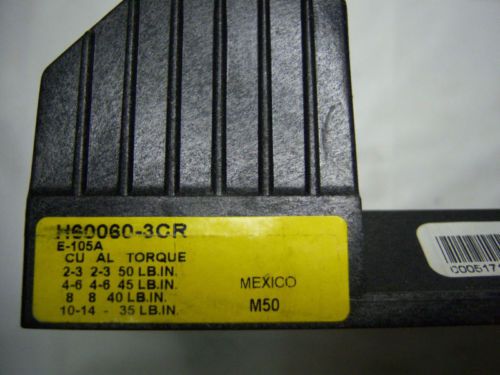 H60060-3CR
E-105A
CU AL TORQUE
2-3 2-3 50 LB.IN.
4-6 4-6 45 LB.IN.
8 8 40 LB.IN.
10-14 - 35 LB.IN.
MEXICO
M50